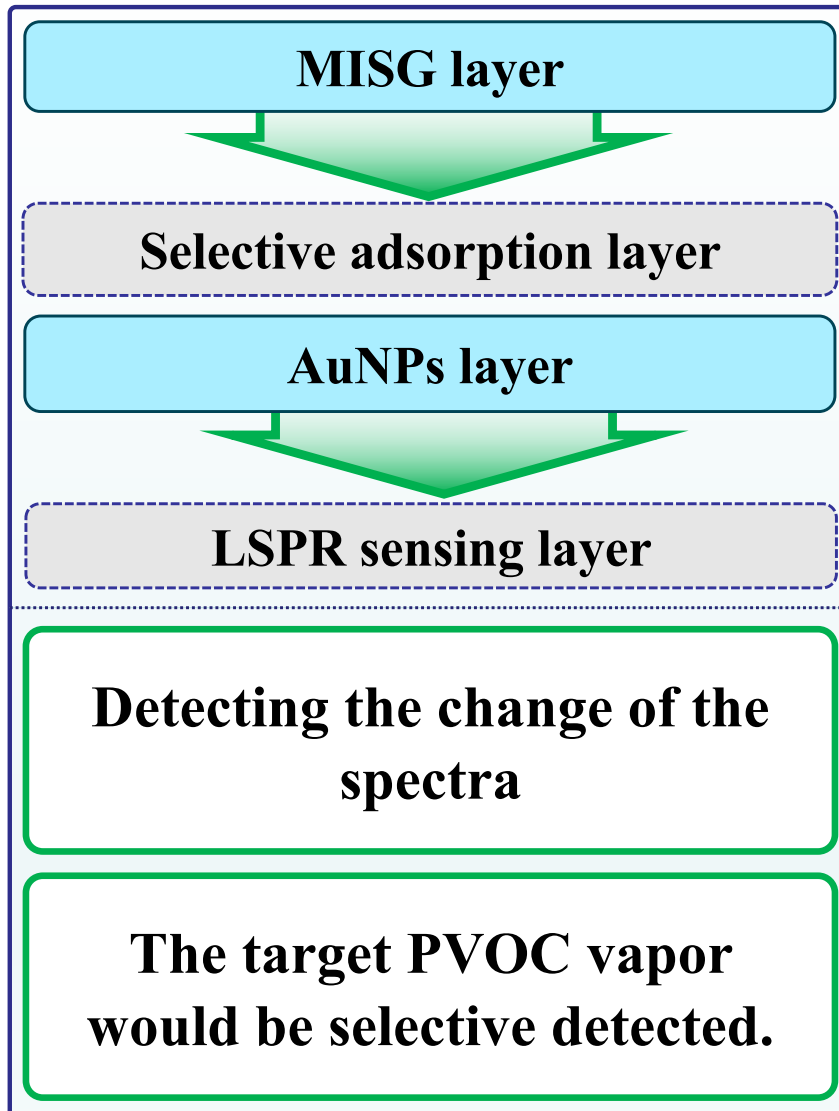 MISG layer
Selective adsorption layer
AuNPs layer
LSPR sensing layer
Detecting the change of the
spectra
The target PVOC vapor
would be selective detected.